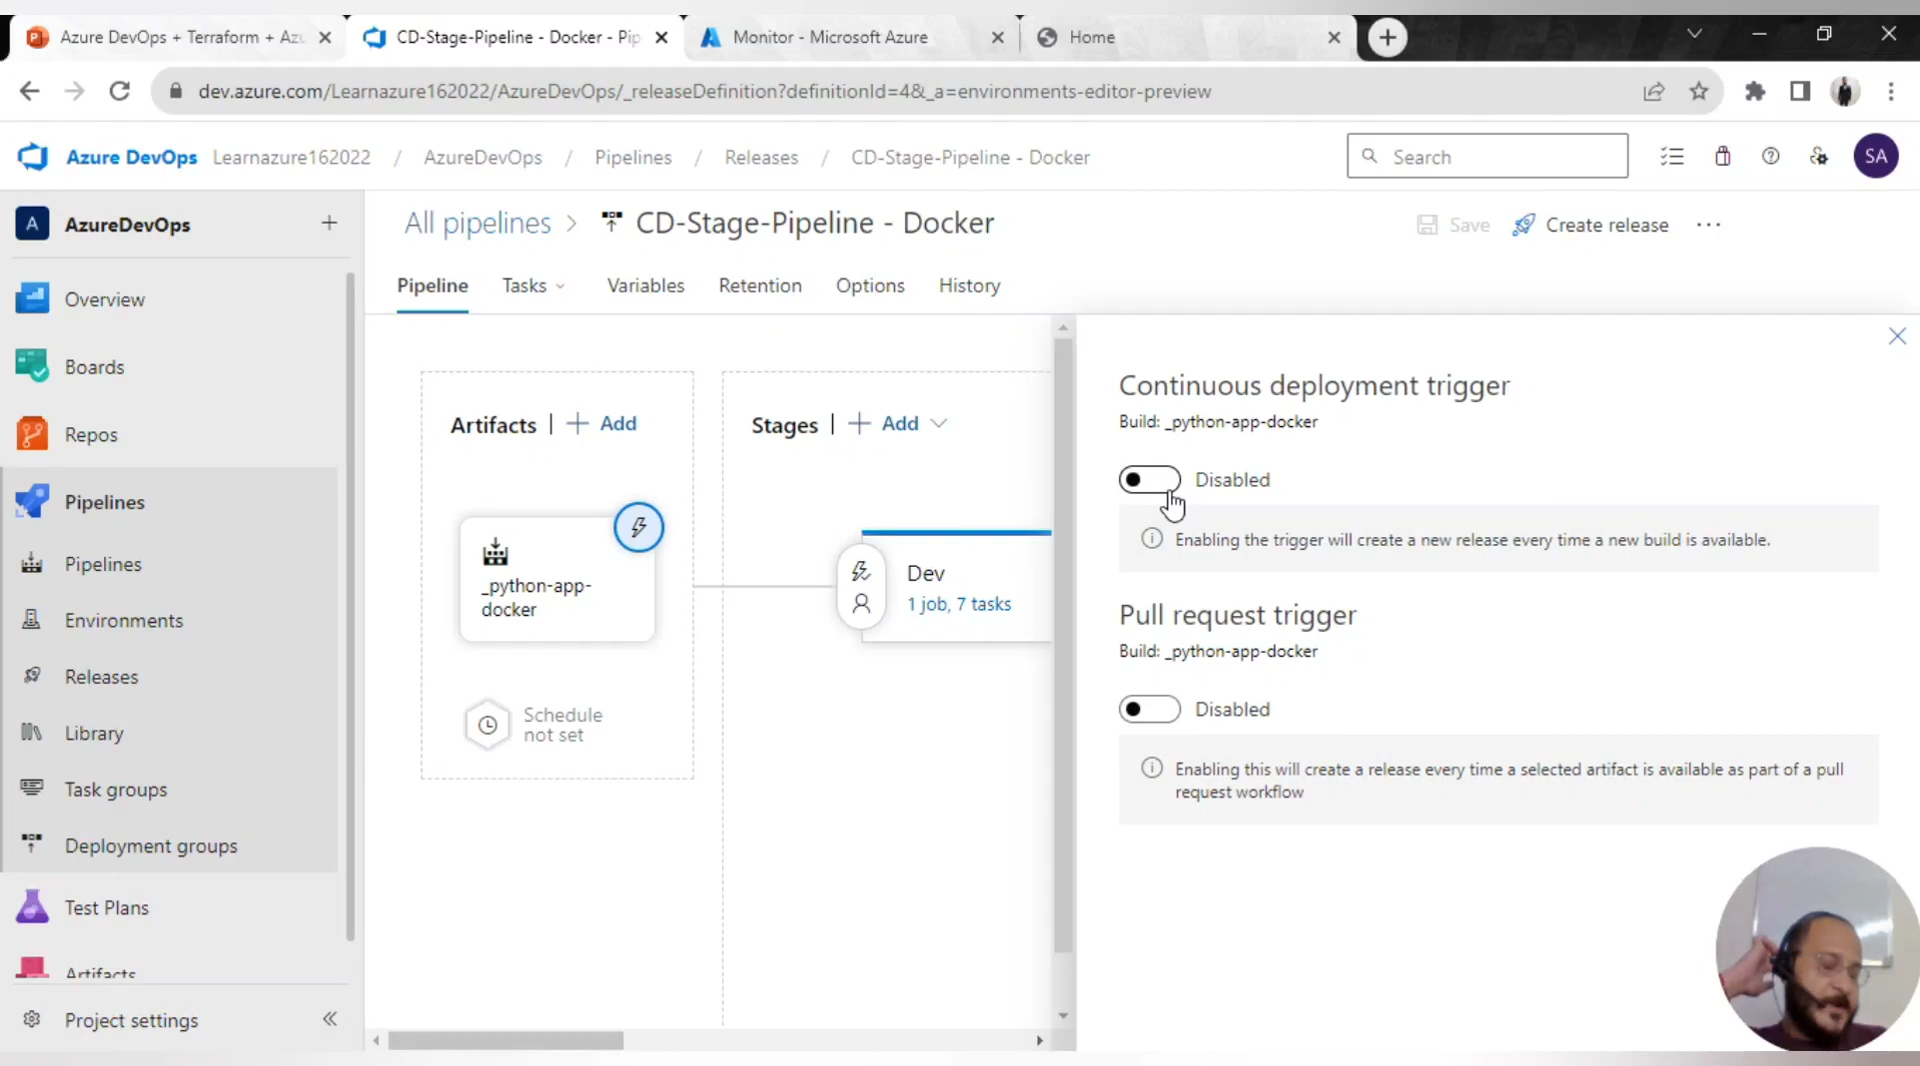 Azure DevOps + Terraform + Azu
CD-Stage-Pipeline - Docker - Pip
Monitor - Microsoft Azure
Home
dev.azure.com/Learnazure162022/AzureDevOps/_releaseDefinition?definitionId=4&_a=environments-editor-preview
Azure DevOps Learnazure162022 / AzureDevOps / Pipelines / Releases / CD-Stage-Pipeline - Docker
Search
SA
A AzureDevOps +
All pipelines > CD-Stage-Pipeline - Docker
Save Create release ...
Pipeline Tasks Variables Retention Options History
Overview
Boards
Repos
Pipelines
Pipelines
Environments
Releases
Library
Task groups
Deployment groups
Test Plans
Artifacts
Project settings
Artifacts | + Add
_python-app-
docker
Schedule
not set
Stages | + Add
Dev
1 job, 7 tasks
Continuous deployment trigger
Build: _python-app-docker
Disabled
Enabling the trigger will create a new release every time a new build is available.
Pull request trigger
Build: _python-app-docker
Disabled
Enabling this will create a release every time a selected artifact is available as part of a pull
request workflow